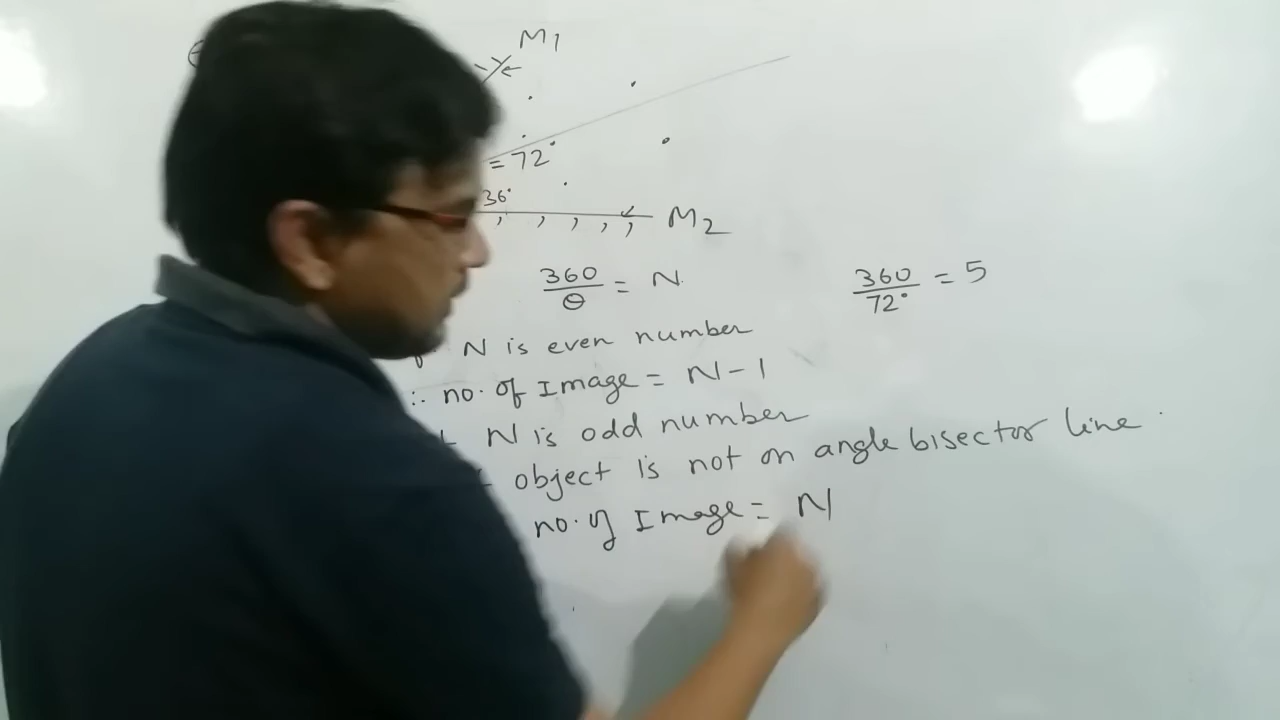 M1
= 72°
36°
M2
360/θ = N
360/72° = 5
N is even number
∴ no. of Image = N-1
N is odd number
object is not on angle bisector line
no. of Image = N